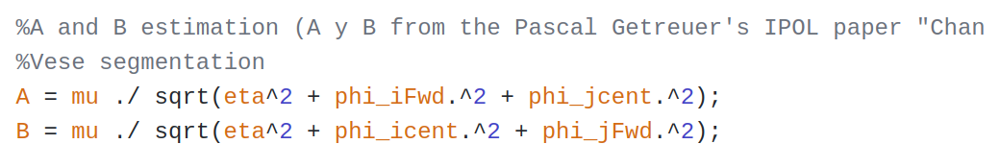 %A and B estimation (A y B from the Pascal Getreuer's IPOL paper "Chan
%Vese segmentation
A = mu ./ sqrt(eta^2 + phi_iFwd.^2 + phi_jcent.^2);
B = mu ./ sqrt(eta^2 + phi_icent.^2 + phi_jFwd.^2);